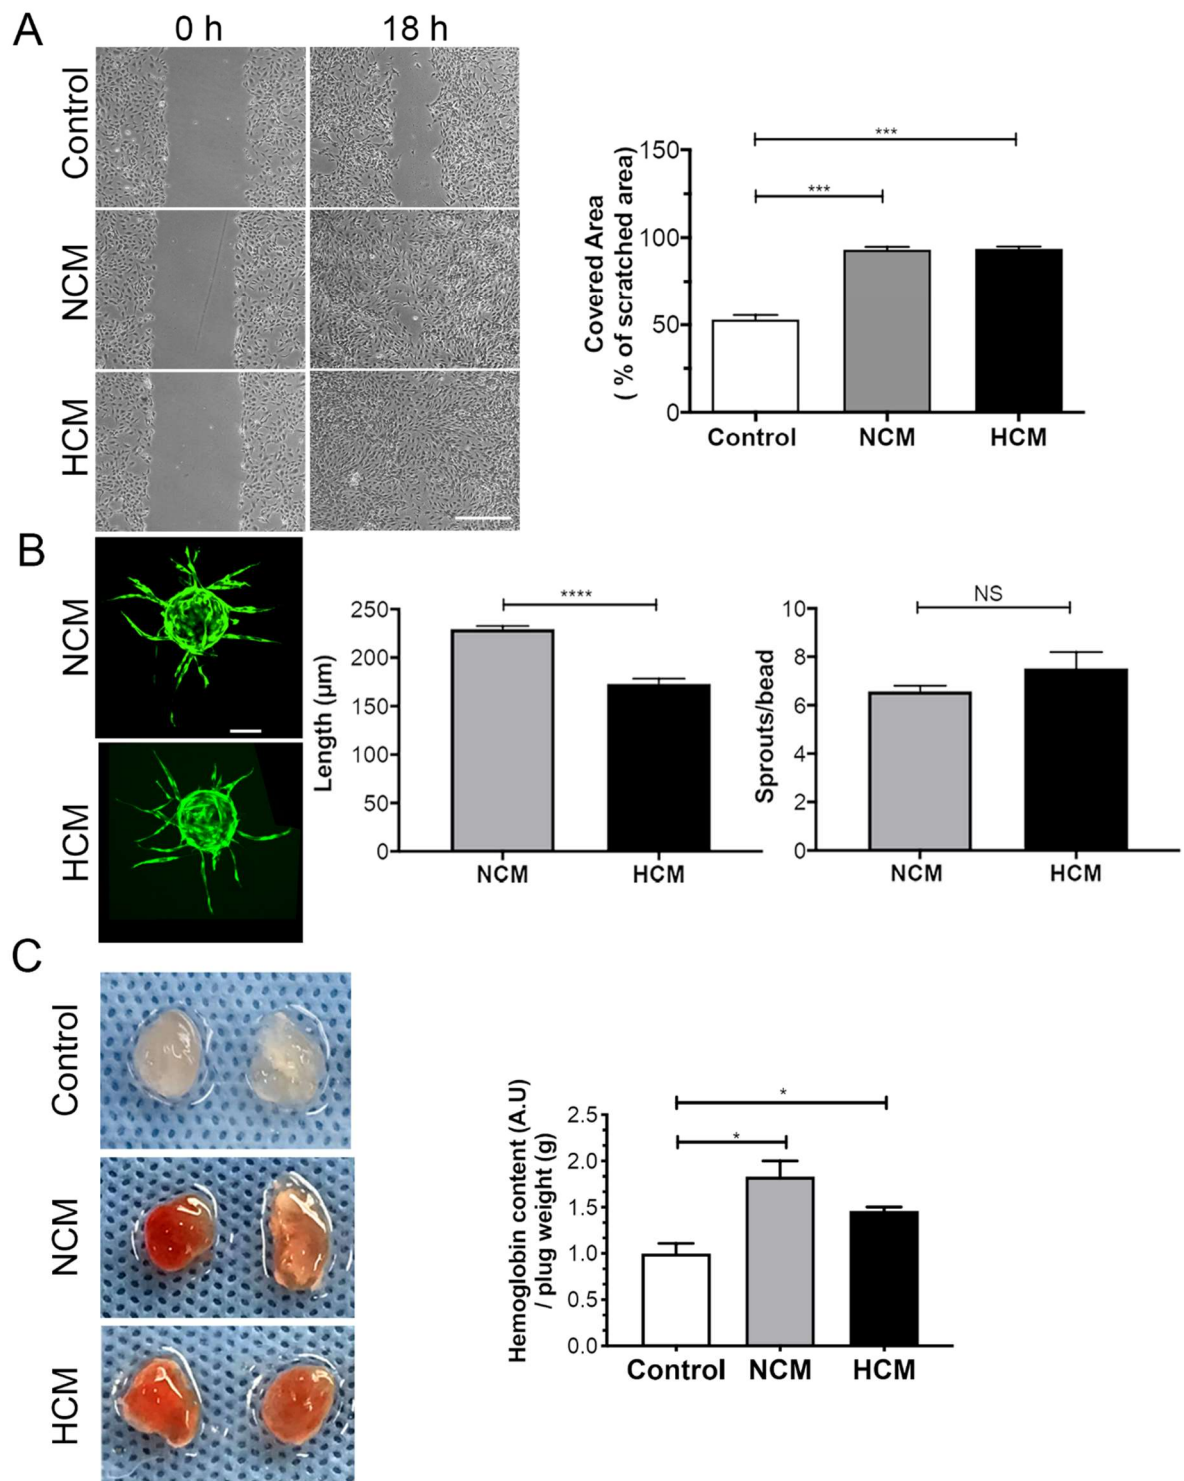 A
0 h
18 h
Control
NCM
HCM
Covered Area
( % of scratched area)
150
100
50
0
***
***
Control
NCM
HCM
B
NCM
HCM
Length (µm)
250
200
150
100
50
0
****
NCM
HCM
Sprouts/bead
10
8
6
4
2
0
NS
NCM
HCM
C
Control
NCM
HCM
Hemoglobin content (A.U)
/ plug weight (g)
2.5
2.0
1.5
1.0
0.5
0.0
*
*
Control
NCM
HCM